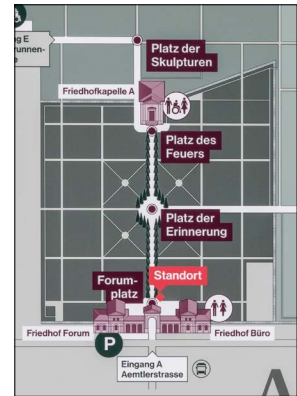 ng E
runnen-
e
Platz der
Skulpturen
Friedhofkapelle A
Platz des
Feuers
Platz der
Erinnerung
Standort
Forum-
platz
Friedhof Forum
P
Friedhof Büro
Eingang A
Aemtlerstrasse
A